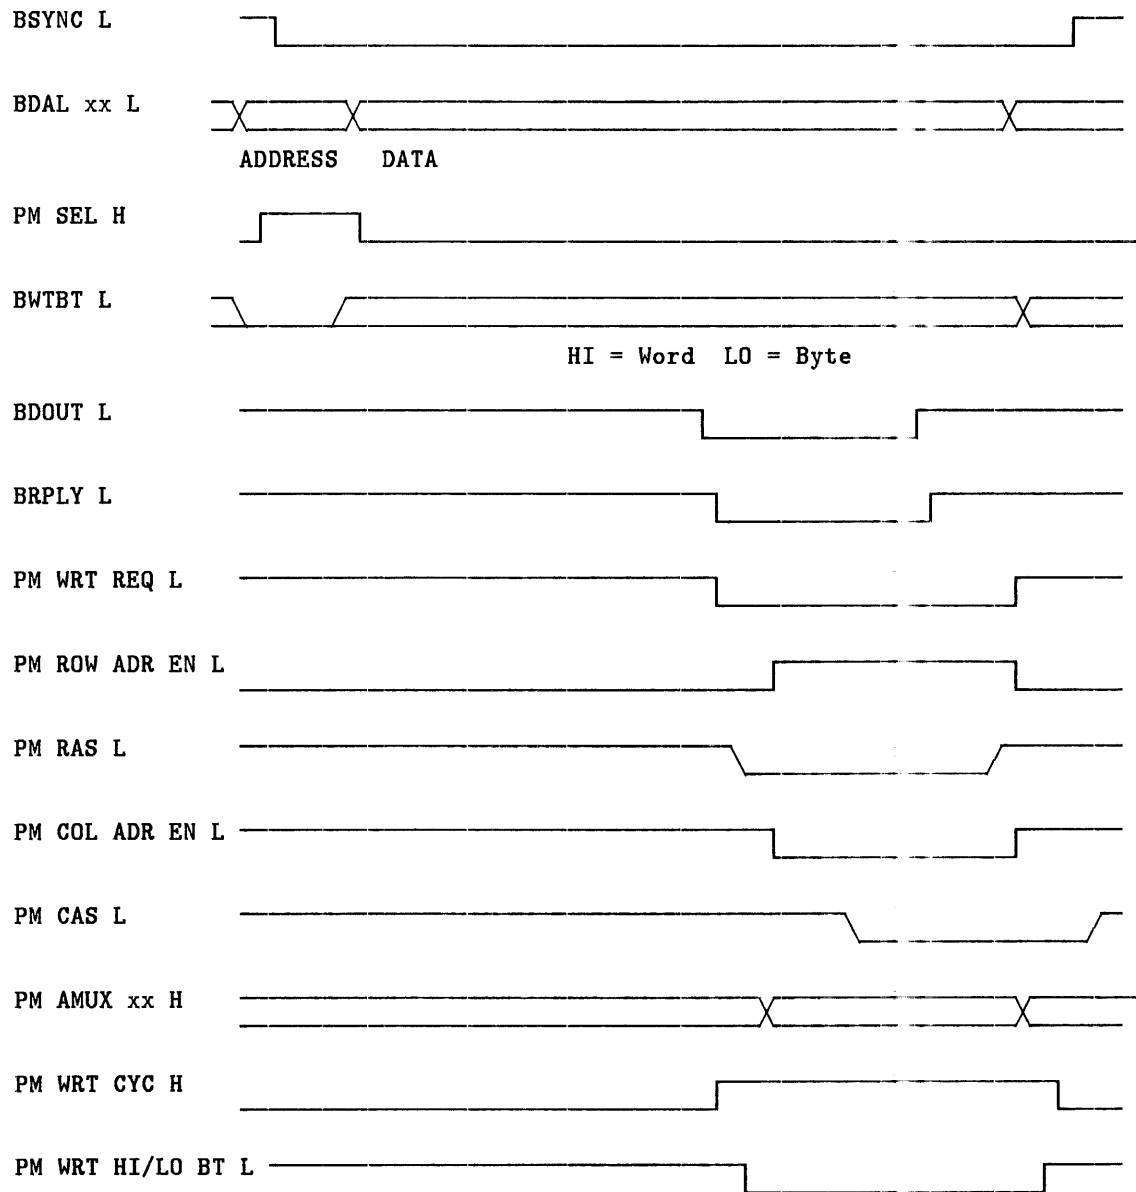 BSYNC L
BDAL xx L
ADDRESS DATA
PM SEL H
BWTBT L
HI = Word LO = Byte
BDOUT L
BRPLY L
PM WRT REQ L
PM ROW ADR EN L
PM RAS L
PM COL ADR EN L
PM CAS L
PM AMUX xx H
PM WRT CYC H
PM WRT HI/LO BT L